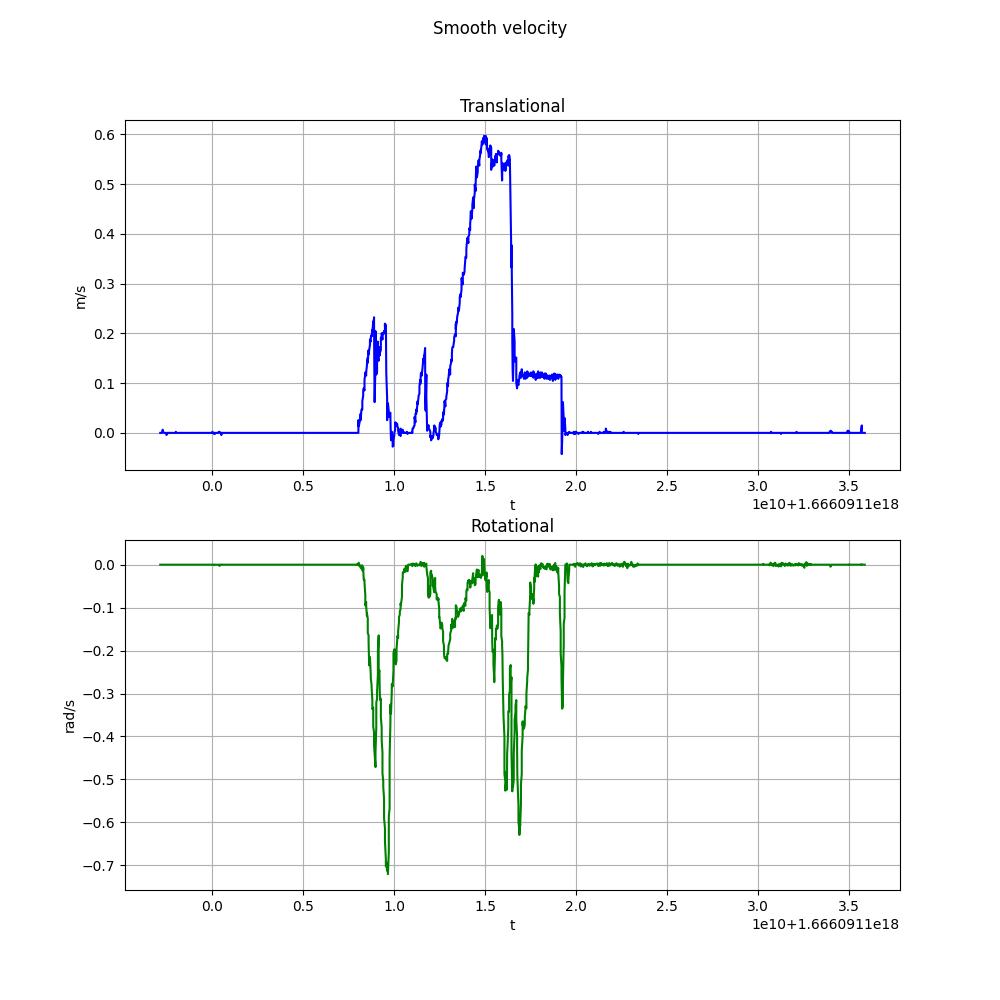 Smooth velocity
Translational
0.6
0.5
0.4
0.3
0.2
0.1
0.0
m/s
0.0 0.5 1.0 1.5 2.0 2.5 3.0 3.5
t
1e10+1.6660911e18
Rotational
0.0
−0.1
−0.2
−0.3
−0.4
−0.5
−0.6
−0.7
rad/s
0.0 0.5 1.0 1.5 2.0 2.5 3.0 3.5
t
1e10+1.6660911e18